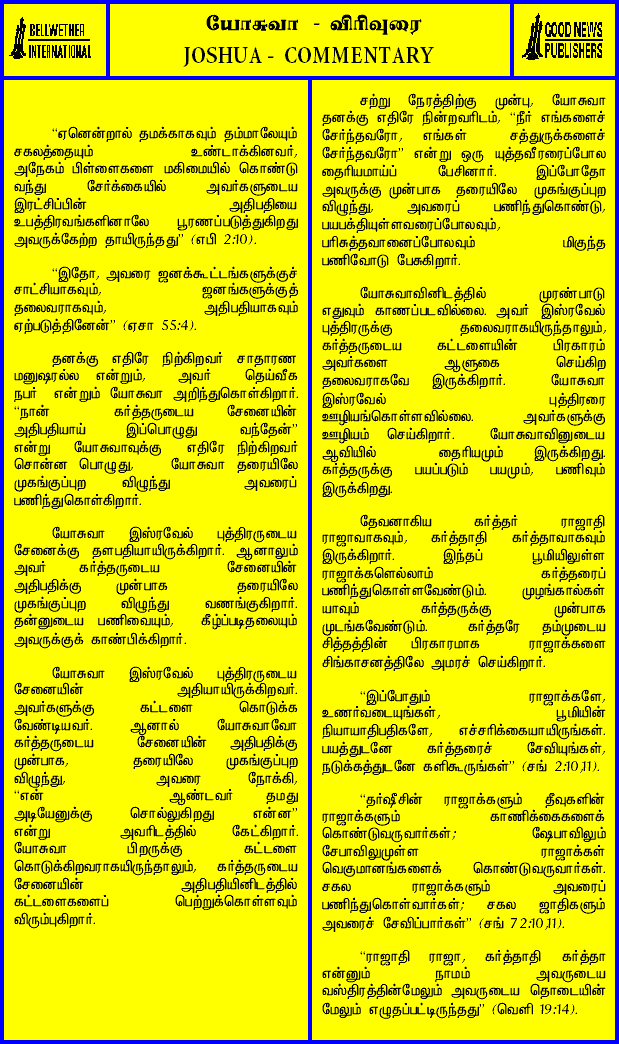 BELLWETHER
INTERNATIONAL
யோசுவா - விரிவுரை
JOSHUA - COMMENTARY
GOOD NEWS
PUBLISHERS
“ஏனென்றால் தமக்காகவும் தம்மாலேயும்
சகலத்தையும் உண்டாக்கினவர்,
அநேகம் பிள்ளைகளை மகிமையில் கொண்டு
வந்து சேர்க்கையில் அவர்களுடைய
இரட்சிப்பின் அதிபதியை
உபத்திரவங்களினாலே பூரணப்படுத்துகிறது
அவருக்கேற்ற தாயிருந்தது” (எபி 2:10).
“இதோ, அவரை ஜனக்கூட்டங்களுக்குச்
சாட்சியாகவும், ஜனங்களுக்குத்
தலைவராகவும், அதிபதியாகவும்
ஏற்படுத்தினேன்” (ஏசா 55:4).
தனக்கு எதிரே நிற்கிறவர் சாதாரண
மனுஷரல்ல என்றும், அவர் தெய்வீக
நபர் என்றும் யோசுவா அறிந்துகொள்கிறார்.
“நான் கர்த்தருடைய சேனையின்
அதிபதியாய் இப்பொழுது வந்தேன்”
என்று யோசுவாவுக்கு எதிரே நிற்கிறவர்
சொன்ன பொழுது, யோசுவா தரையிலே
முகங்குப்புற விழுந்து அவரைப்
பணிந்துகொள்கிறார்.
யோசுவா இஸ்ரவேல் புத்திரருடைய
சேனைக்கு தளபதியாயிருக்கிறார். ஆனாலும்
அவர் கர்த்தருடைய சேனையின்
அதிபதிக்கு முன்பாக தரையிலே
முகங்குப்புற விழுந்து வணங்குகிறார்.
தன்னுடைய பணிவையும், கீழ்ப்படிதலையும்
அவருக்குக் காண்பிக்கிறார்.
யோசுவா இஸ்ரவேல் புத்திரருடைய
சேனையின் அதியாயிருக்கிறவர்.
அவர்களுக்கு கட்டளை கொடுக்க
வேண்டியவர். ஆனால் யோசுவாவோ
கர்த்தருடைய சேனையின் அதிபதிக்கு
முன்பாக, தரையிலே முகங்குப்புற
விழுந்து, அவரை நோக்கி,
“என் ஆண்டவர் தமது
அடியேனுக்கு சொல்லுகிறது என்ன”
என்று அவரிடத்தில் கேட்கிறார்.
யோசுவா பிறருக்கு கட்டளை
கொடுக்கிறவராகயிருந்தாலும், கர்த்தருடைய
சேனையின் அதிபதியினிடத்தில்
கட்டளைகளைப் பெற்றுக்கொள்ளவும்
விரும்புகிறார்.
சற்று நேரத்திற்கு முன்பு, யோசுவா
தனக்கு எதிரே நின்றவரிடம், “நீர் எங்களைச்
சேர்ந்தவரோ, எங்கள் சத்துருக்களைச்
சேர்ந்தவரோ” என்று ஒரு யுத்தவீரரைப்போல
தைரியமாய்ப் பேசினார். இப்போதோ
அவருக்கு முன்பாக தரையிலே முகங்குப்புற
விழுந்து, அவரைப் பணிந்துகொண்டு,
பயபக்தியுள்ளவரைப்போலவும்,
பரிசுத்தவானைப்போலவும் மிகுந்த
பணிவோடு பேசுகிறார்.
யோசுவாவினிடத்தில் முரண்பாடு
எதுவும் காணப்படவில்லை. அவர் இஸ்ரவேல்
புத்திரருக்கு தலைவராகயிருந்தாலும்,
கர்த்தருடைய கட்டளையின் பிரகாரம்
அவர்களை ஆளுகை செய்கிற
தலைவராகவே இருக்கிறார். யோசுவா
இஸ்ரவேல் புத்திரரை
ஊழியங்கொள்ளவில்லை. அவர்களுக்கு
ஊழியம் செய்கிறார். யோசுவாவினுடைய
ஆவியில் தைரியமும் இருக்கிறது.
கர்த்தருக்கு பயப்படும் பயமும், பணிவும்
இருக்கிறது.
தேவனாகிய கர்த்தர் ராஜாதி
ராஜாவாகவும், கர்த்தாதி கர்த்தாவாகவும்
இருக்கிறார். இந்தப் பூமியிலுள்ள
ராஜாக்களெல்லாம் கர்த்தரைப்
பணிந்துகொள்ளவேண்டும். முழங்கால்கள்
யாவும் கர்த்தருக்கு முன்பாக
முடங்கவேண்டும். கர்த்தரே தம்முடைய
சித்தத்தின் பிரகாரமாக ராஜாக்களை
சிங்காசனத்திலே அமரச் செய்கிறார்.
“இப்போதும் ராஜாக்களே,
உணர்வடையுங்கள், பூமியின்
நியாயாதிபதிகளே, எச்சரிக்கையாயிருங்கள்.
பயத்துடனே கர்த்தரைச் சேவியுங்கள்,
நடுக்கத்துடனே களிகூருங்கள்” (சங் 2:10,11).
“தர்ஷீசின் ராஜாக்களும் தீவுகளின்
ராஜாக்களும் காணிக்கைகளைக்
கொண்டுவருவார்கள்; ஷேபாவிலும்
சேபாவிலுமுள்ள ராஜாக்கள்
வெகுமானங்களைக் கொண்டுவருவார்கள்.
சகல ராஜாக்களும் அவரைப்
பணிந்துகொள்வார்கள்; சகல ஜாதிகளும்
அவரைச் சேவிப்பார்கள்” (சங் 72:10,11).
“ராஜாதி ராஜா, கர்த்தாதி கர்த்தா
என்னும் நாமம் அவருடைய
வஸ்திரத்தின்மேலும் அவருடைய தொடையின்
மேலும் எழுதப்பட்டிருந்தது” (வெளி 19:14).